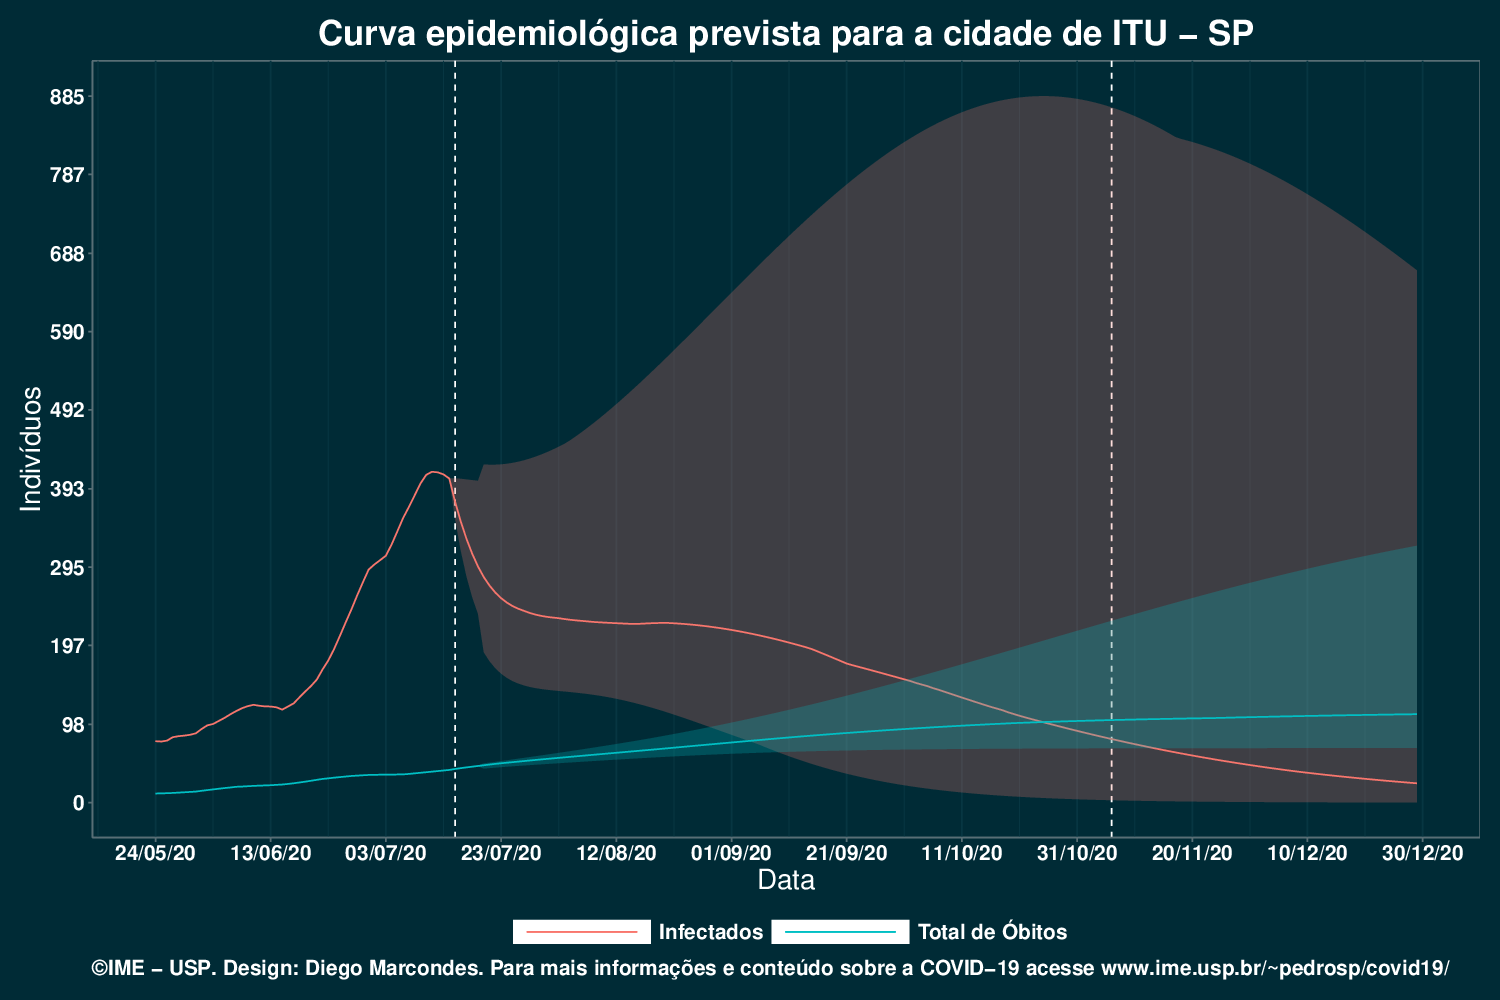 Curva epidemiológica prevista para a cidade de ITU – SP
885
787
688
590
492
393
295
197
98
0
Indivíduos
24/05/20 13/06/20 03/07/20 23/07/20 12/08/20 01/09/20 21/09/20 11/10/20 31/10/20 20/11/20 10/12/20 30/12/20
Data
Infectados Total de Óbitos
©IME – USP. Design: Diego Marcondes. Para mais informações e conteúdo sobre a COVID–19 acesse www.ime.usp.br/~pedrosp/covid19/